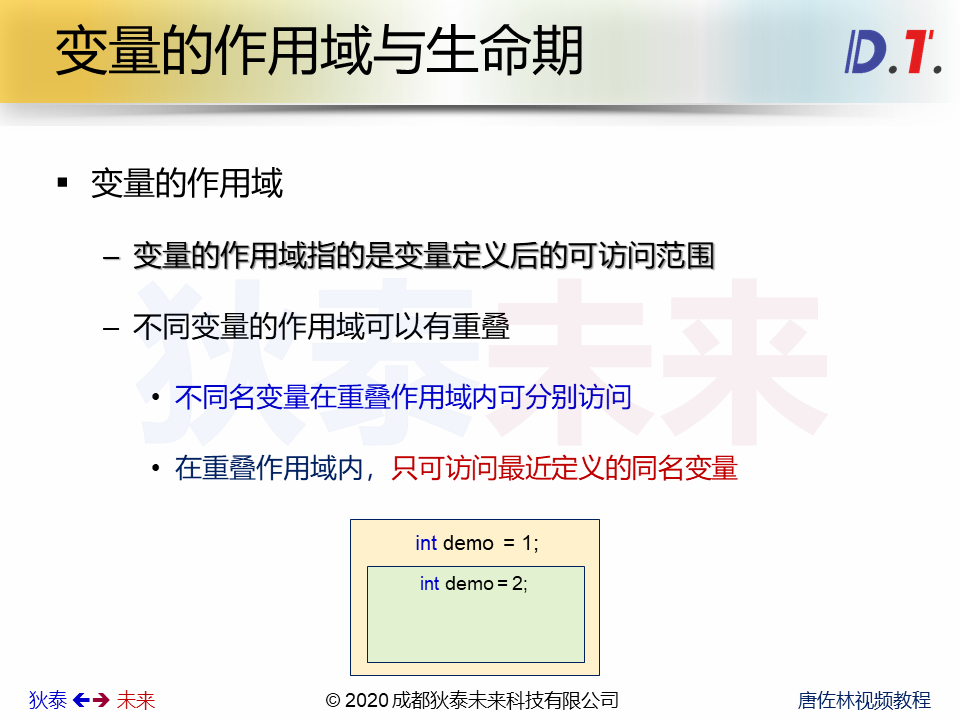 变量的作用域与生命期
D.T.
▪ 变量的作用域
– 变量的作用域指的是变量定义后的可访问范围
– 不同变量的作用域可以有重叠
• 不同名变量在重叠作用域内可分别访问
• 在重叠作用域内，只可访问最近定义的同名变量
狄泰未来
int demo = 1;
int demo = 2;
狄泰 未来
© 2020 成都狄泰未来科技有限公司
唐佐林视频教程